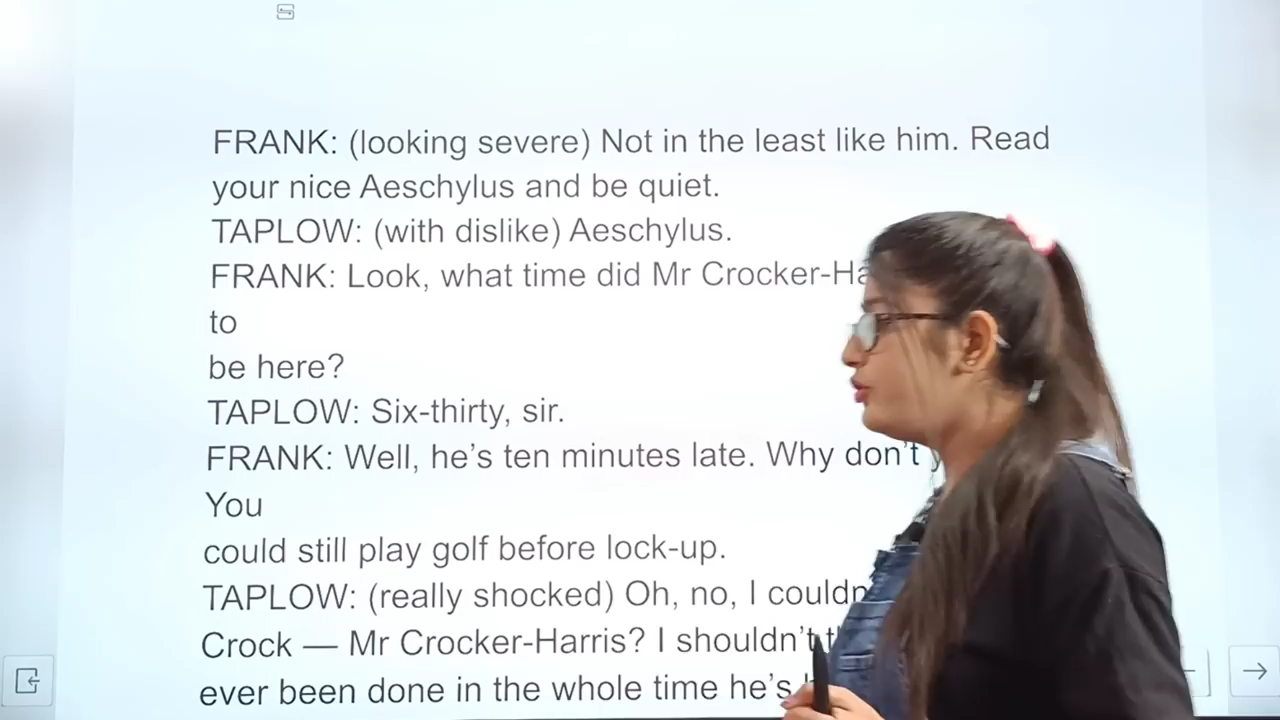 FRANK: (looking severe) Not in the least like him. Read
your nice Aeschylus and be quiet.
TAPLOW: (with dislike) Aeschylus.
FRANK: Look, what time did Mr
to
be here?
TAPLOW: Six-thirty, sir.
FRANK: Well, he's ten minutes late. Why don't
You
could still play golf before lock-up.
TAPLOW: (really shocked) Oh, no, I
Crock — Mr Crocker-Harris? I shouldn't
ever been done in the whole time he's